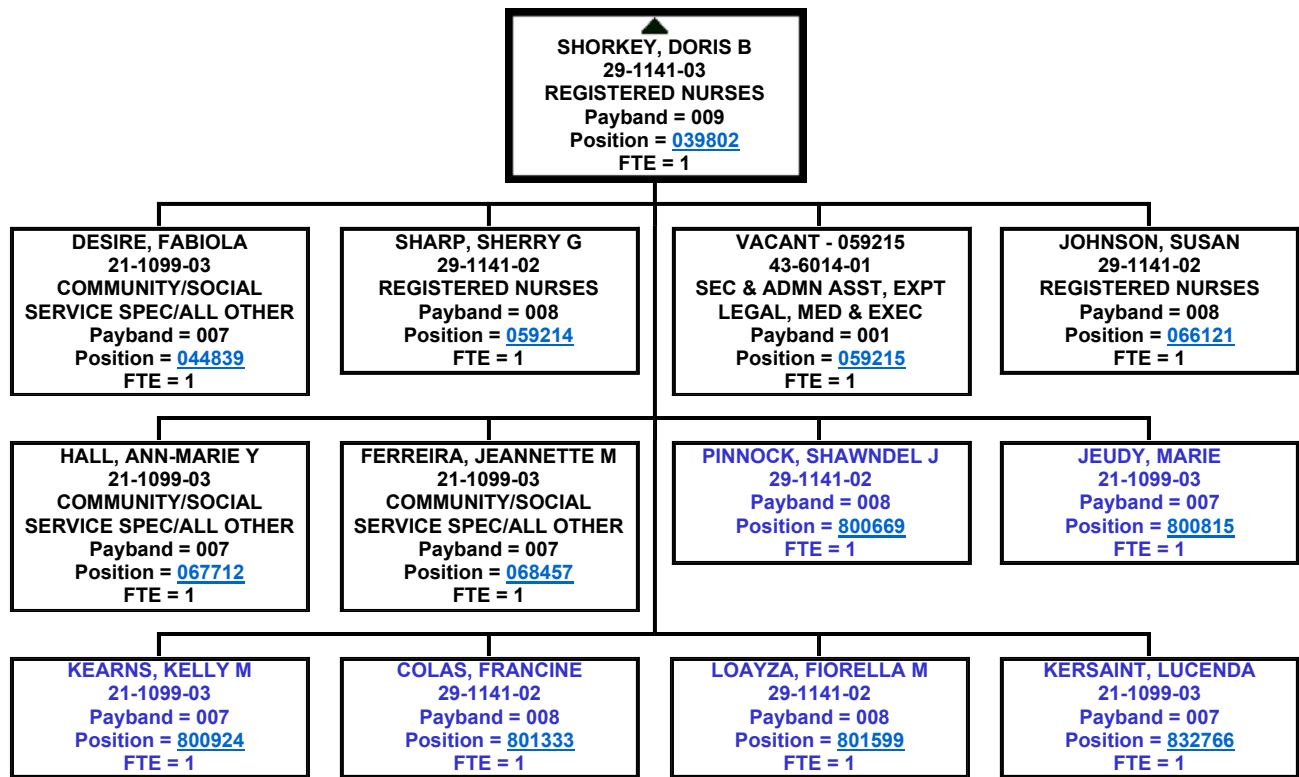 SHORKEY, DORIS B
29-1141-03
REGISTERED NURSES
Payband = 009
Position = 039802
FTE = 1
DESIRE, FABIOLA
21-1099-03
COMMUNITY/SOCIAL
SERVICE SPEC/ALL OTHER
Payband = 007
Position = 044839
FTE = 1
SHARP, SHERRY G
29-1141-02
REGISTERED NURSES
Payband = 008
Position = 059214
FTE = 1
VACANT - 059215
43-6014-01
SEC & ADMN ASST, EXPT
LEGAL, MED & EXEC
Payband = 001
Position = 059215
FTE = 1
JOHNSON, SUSAN
29-1141-02
REGISTERED NURSES
Payband = 008
Position = 066121
FTE = 1
HALL, ANN-MARIE Y
21-1099-03
COMMUNITY/SOCIAL
SERVICE SPEC/ALL OTHER
Payband = 007
Position = 067712
FTE = 1
FERREIRA, JEANNETTE M
21-1099-03
COMMUNITY/SOCIAL
SERVICE SPEC/ALL OTHER
Payband = 007
Position = 068457
FTE = 1
PINNOCK, SHAWNDEL J
29-1141-02
Payband = 008
Position = 800669
FTE = 1
JEUDY, MARIE
21-1099-03
Payband = 007
Position = 800815
FTE = 1
KEARNS, KELLY M
21-1099-03
Payband = 007
Position = 800924
FTE = 1
COLAS, FRANCINE
29-1141-02
Payband = 008
Position = 801333
FTE = 1
LOAYZA, FIORELLA M
29-1141-02
Payband = 008
Position = 801599
FTE = 1
KERSAINT, LUCENDA
21-1099-03
Payband = 007
Position = 832766
FTE = 1